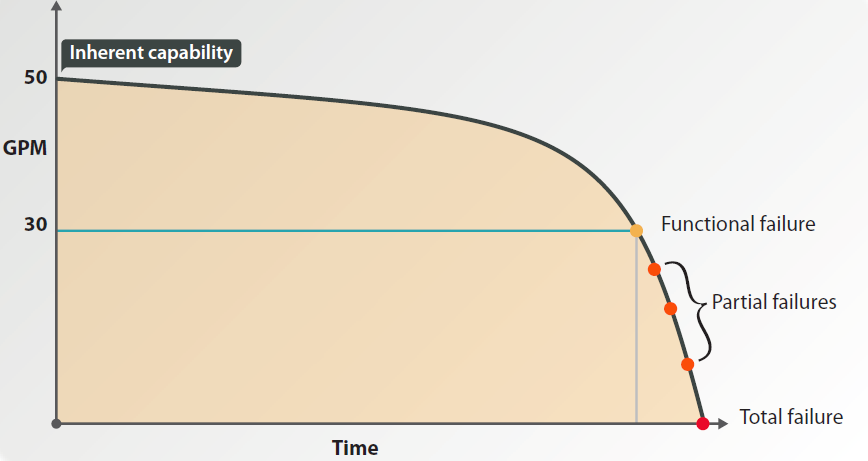 Inherent capability
50
GPM
30
Functional failure
Partial failures
Total failure
Time